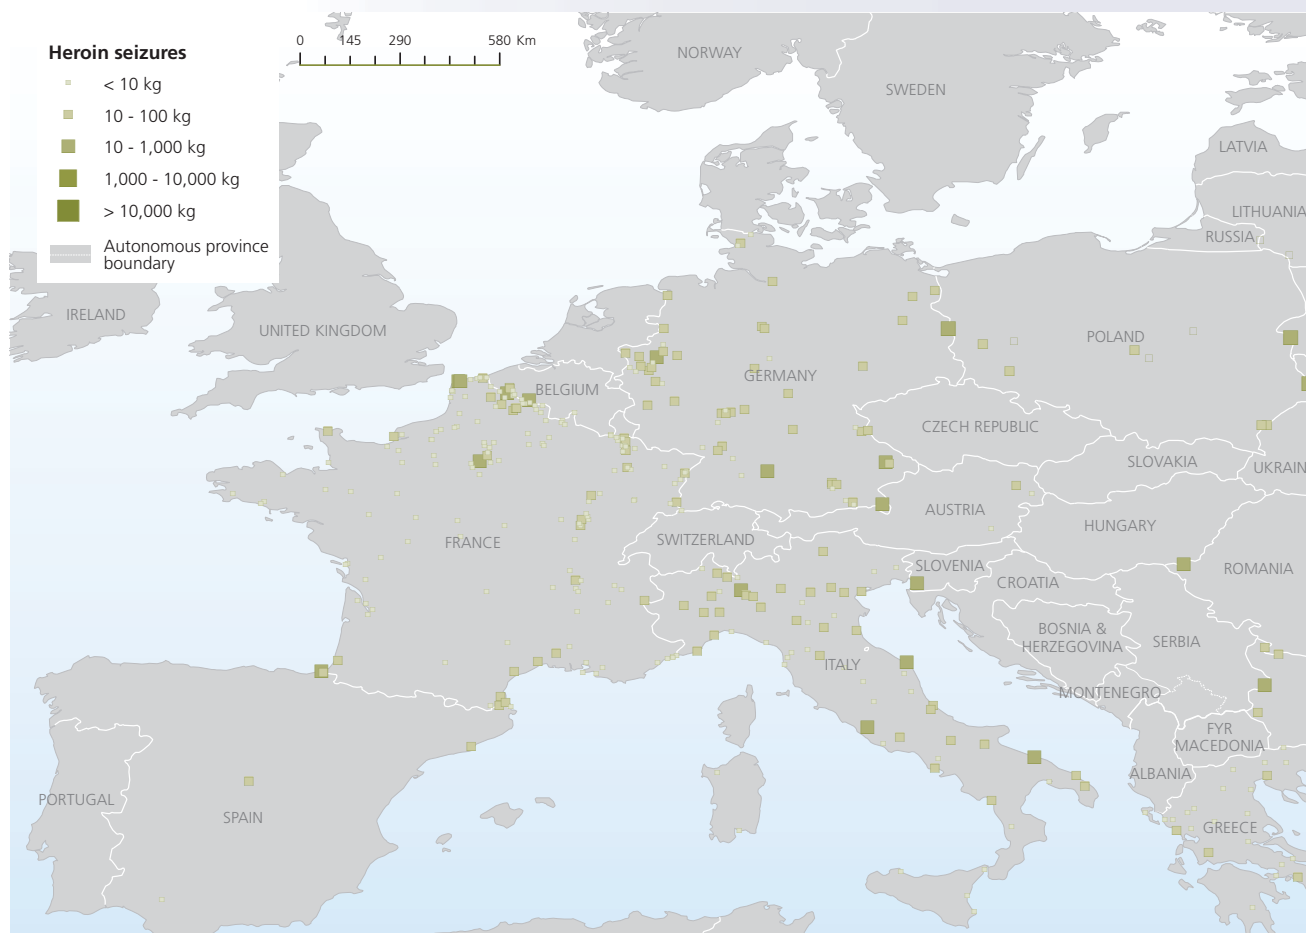 Heroin seizures
< 10 kg
10 - 100 kg
10 - 1,000 kg
1,000 - 10,000 kg
> 10,000 kg
Autonomous province
boundary
0 145 290 580 Km
NORWAY
SWEDEN
LATVIA
LITHUANIA
RUSSIA
IRELAND
UNITED KINGDOM
POLAND
BELGIUM
GERMANY
CZECH REPUBLIC
SLOVAKIA
UKRAIN
AUSTRIA
HUNGARY
FRANCE
SWITZERLAND
SLOVENIA
ROMANIA
CROATIA
BOSNIA &
HERZEGOVINA
SERBIA
ITALY
MONTENEGRO
FYR
MACEDONIA
ALBANIA
PORTUGAL
SPAIN
GREECE